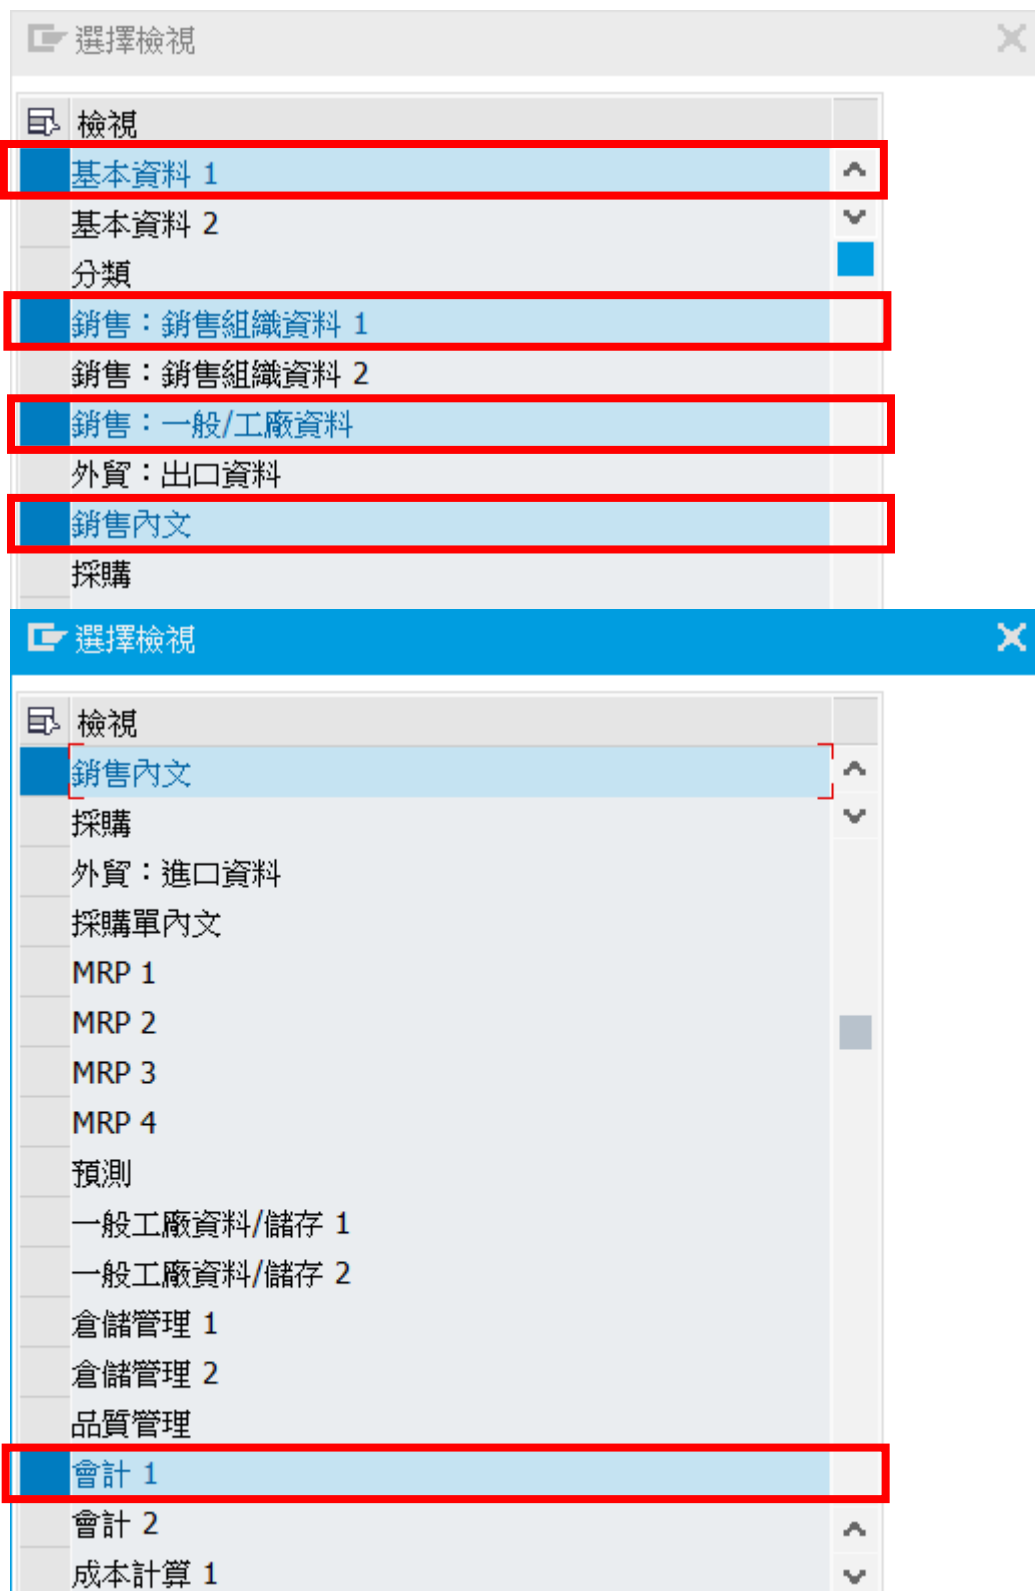 選擇檢視
檢視
基本資料 1
基本資料 2
分類
銷售：銷售組織資料 1
銷售：銷售組織資料 2
銷售：一般/工廠資料
外貿：出口資料
銷售內文
採購
選擇檢視
檢視
銷售內文
採購
外貿：進口資料
採購單內文
MRP 1
MRP 2
MRP 3
MRP 4
預測
一般工廠資料/儲存 1
一般工廠資料/儲存 2
倉儲管理 1
倉儲管理 2
品質管理
會計 1
會計 2
成本計算 1